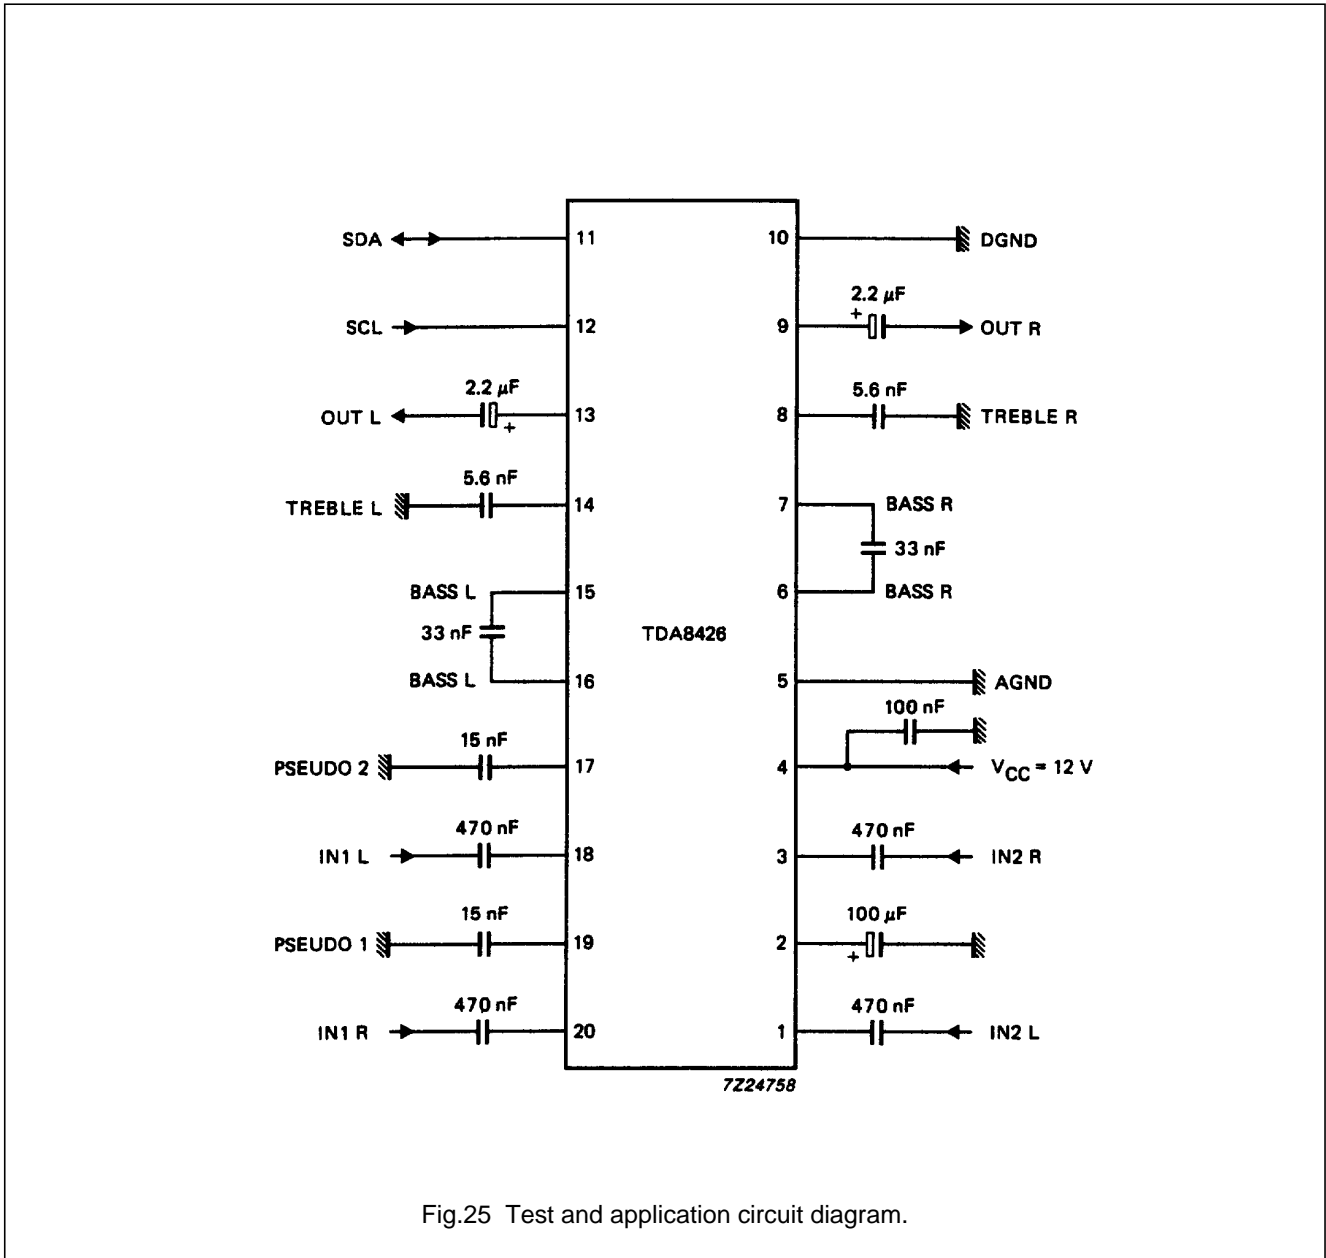 SDA 11 10 DGND
2.2 µF
+
SCL 12 9 OUT R
2.2 µF 5.6 nF
OUT L 13 8 TREBLE R
+
5.6 nF
TREBLE L 14 7 BASS R
33 nF
BASS L 15 6 BASS R
33 nF TDA8426
BASS L 16 5 AGND
100 nF
15 nF
PSEUDO 2 17 4 VCC = 12 V
470 nF 470 nF
IN1 L 18 3 IN2 R
15 nF 100 µF
PSEUDO 1 19 2
+
470 nF 470 nF
IN1 R 20 1 IN2 L
7Z24758
Fig.25 Test and application circuit diagram.